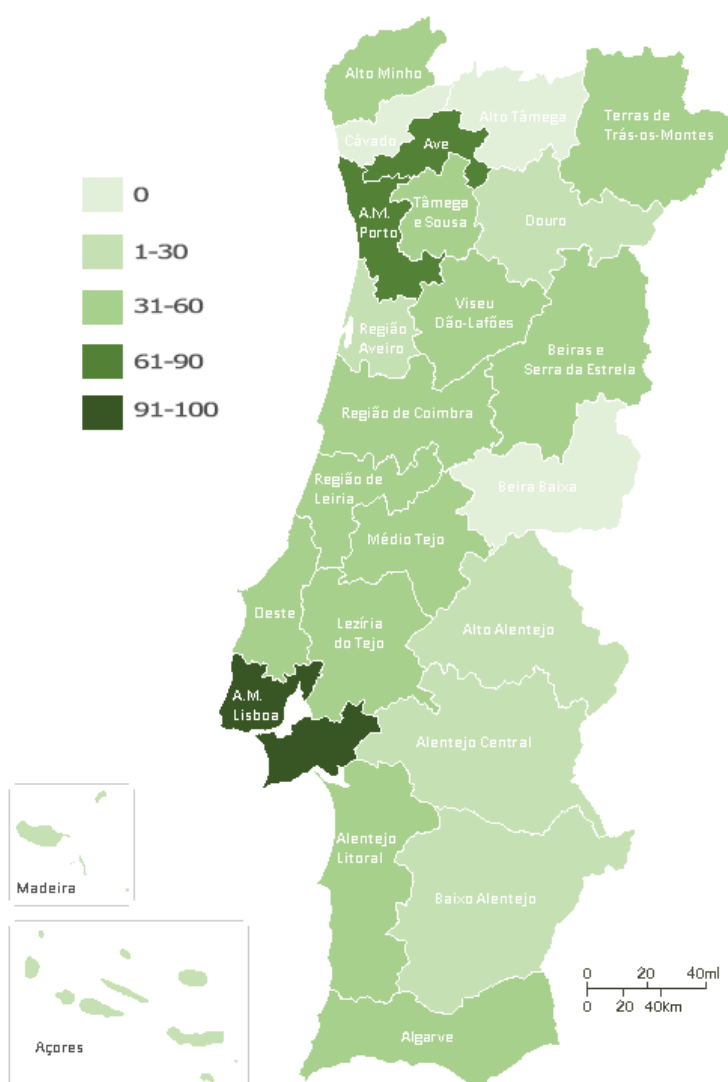 Alto Minho
Cávado
Alto Tâmega
Terras de
Trás-os-Montes
Ave
A.M.
Porto
Tâmega
e Sousa
Douro
0
1-30
31-60
61-90
91-100
Região
Aveiro
Viseu
Dão-Lafões
Beiras e
Serra da Estrela
Região de Coimbra
Região de
Leiria
Beira Baixa
Médio Tejo
Oeste
Lezíria
do Tejo
Alto Alentejo
A.M.
Lisboa
Alentejo Central
Alentejo
Litoral
Baixo Alentejo
Algarve
Madeira
Açores
0 20 40ml
0 20 40km